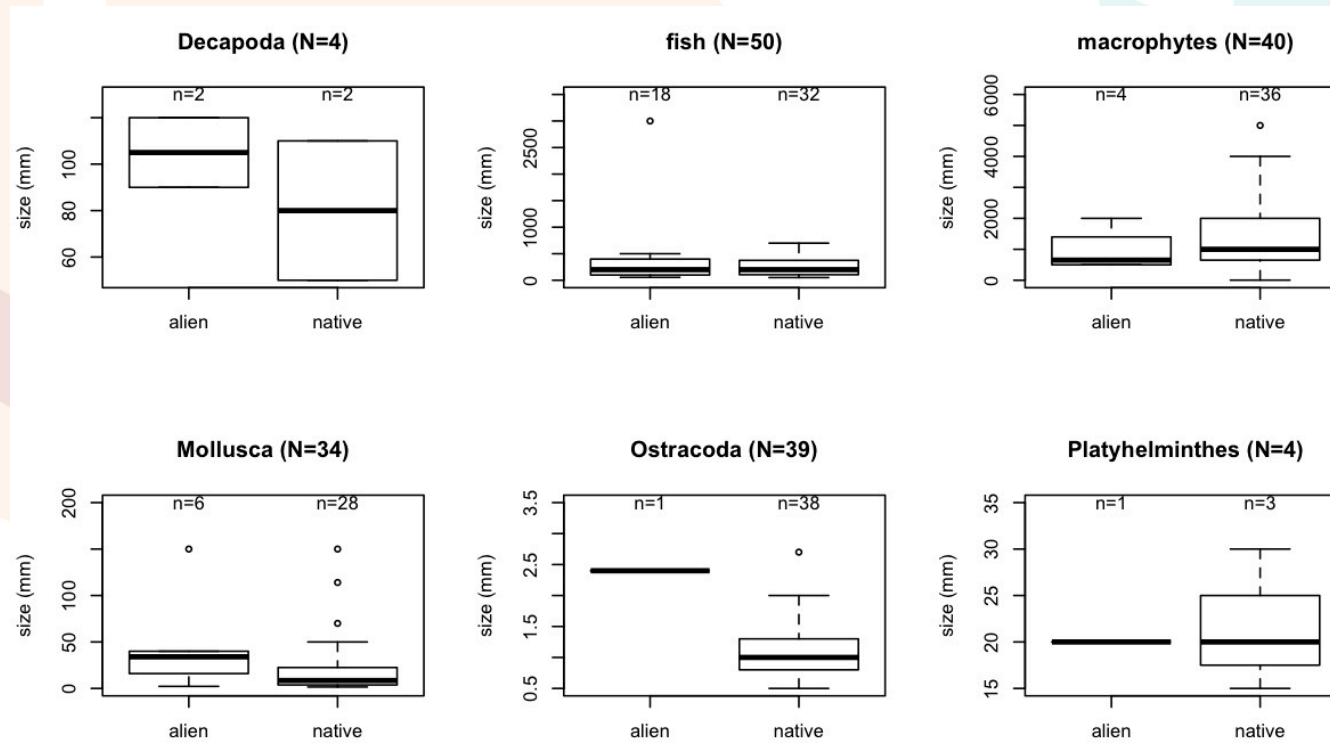 Decapoda (N=4)
n=2 n=2
size (mm)
100
80
60
alien native
fish (N=50)
n=18 n=32
size (mm)
2500
1000
0
alien native
macrophytes (N=40)
n=4 n=36
size (mm)
6000
4000
2000
0
alien native
Mollusca (N=34)
n=6 n=28
size (mm)
200
100
50
0
alien native
Ostracoda (N=39)
n=1 n=38
size (mm)
3.5
2.5
1.5
0.5
alien native
Platyhelminthes (N=4)
n=1 n=3
size (mm)
35
30
25
20
15
alien native